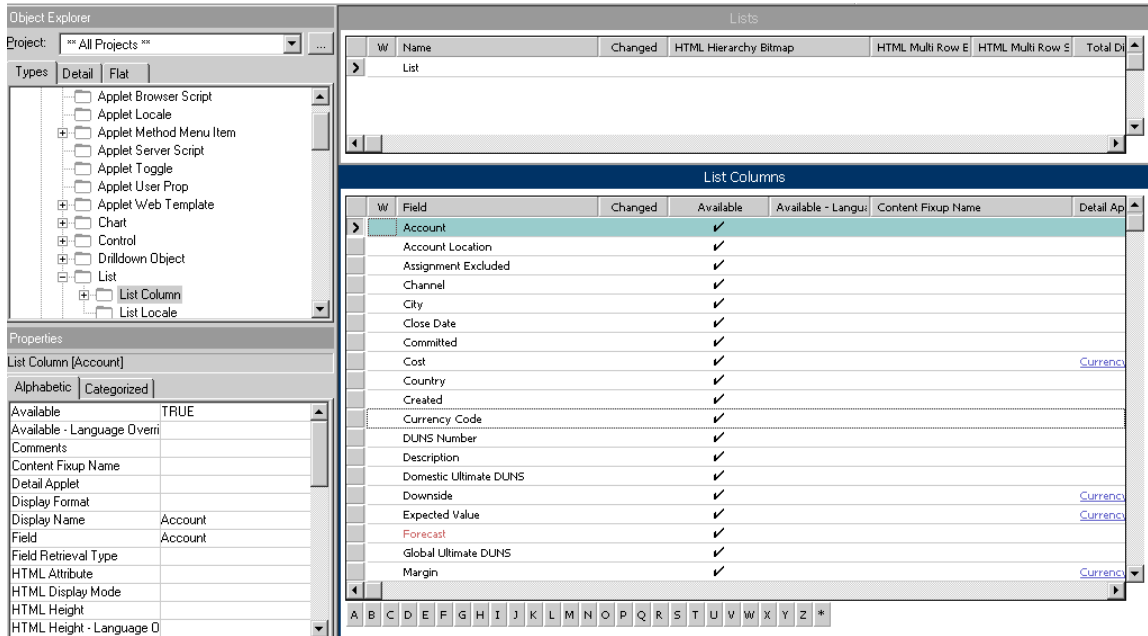 Object Explorer
Project: ** All Projects ** ...
Types Detail Flat
Applet Browser Script
Applet Locale
Applet Method Menu Item
Applet Server Script
Applet Toggle
Applet User Prop
Applet Web Template
Chart
Control
Drilldown Object
List
List Column
List Locale
Properties
List Column [Account]
Alphabetic Categorized
Available TRUE
Available - Language Overri
Comments
Content Fixup Name
Detail Applet
Display Format
Display Name Account
Field Account
Field Retrieval Type
HTML Attribute
HTML Display Mode
HTML Height
HTML Height - Language O
Lists
W Name Changed HTML Hierarchy Bitmap HTML Multi Row E HTML Multi Row S Total Di
List
List Columns
W Field Changed Available Available - Langu Content Fixup Name Detail Ap
Account ✔
Account Location ✔
Assignment Excluded ✔
Channel ✔
City ✔
Close Date ✔
Committed ✔
Cost ✔ Currency
Country ✔
Created ✔
Currency Code ✔
DUNS Number ✔
Description ✔
Domestic Ultimate DUNS ✔
Downside ✔ Currency
Expected Value ✔ Currency
Forecast ✔
Global Ultimate DUNS ✔
Margin ✔ Currency
A B C D E F G H I J K L M N O P Q R S T U V W X Y Z *